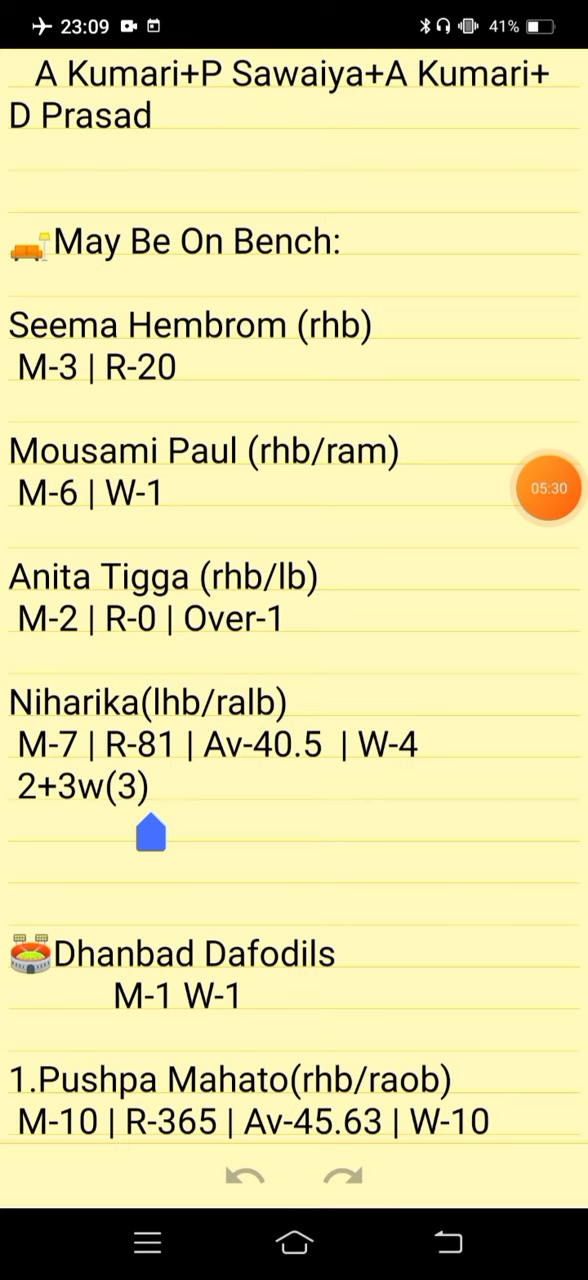 23:09 41%
A Kumari+P Sawaiya+A Kumari+
D Prasad
May Be On Bench:
Seema Hembrom (rhb)
M-3 | R-20
Mousami Paul (rhb/ram)
M-6 | W-1
05:30
Anita Tigga (rhb/lb)
M-2 | R-0 | Over-1
Niharika(lhb/ralb)
M-7 | R-81 | Av-40.5 | W-4
2+3w(3)
Dhanbad Dafodils
M-1 W-1
1.Pushpa Mahato(rhb/raob)
M-10 | R-365 | Av-45.63 | W-10